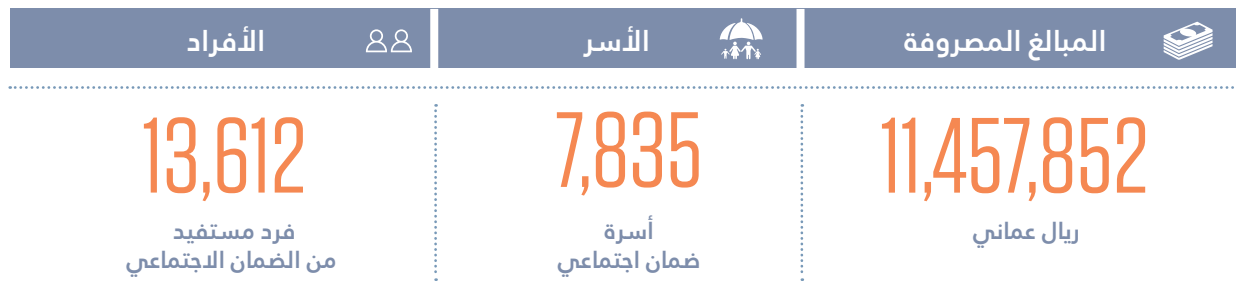 المبالغ المصروفة
الأسر
الأفراد
11,457,852
ريال عماني
7,835
أسرة
ضمان اجتماعي
13,612
فرد مستفيد
من الضمان الاجتماعي